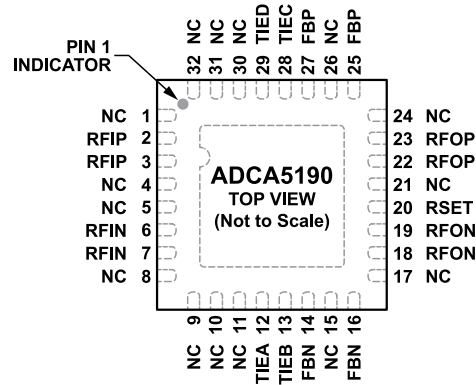 PIN 1
INDICATOR
32 NC
31 NC
30 NC
29 TIED
28 TIEC
27 FBP
26 NC
25 FBP
NC 1
RFIP 2
RFIP 3
NC 4
NC 5
RFIN 6
RFIN 7
NC 8
ADCA5190
TOP VIEW
(Not to Scale)
24 NC
23 RFOP
22 RFOP
21 NC
20 RSET
19 RFON
18 RFON
17 NC
NC 9
NC 10
NC 11
TIEA 12
TIEB 13
FBN 14
NC 15
FBN 16